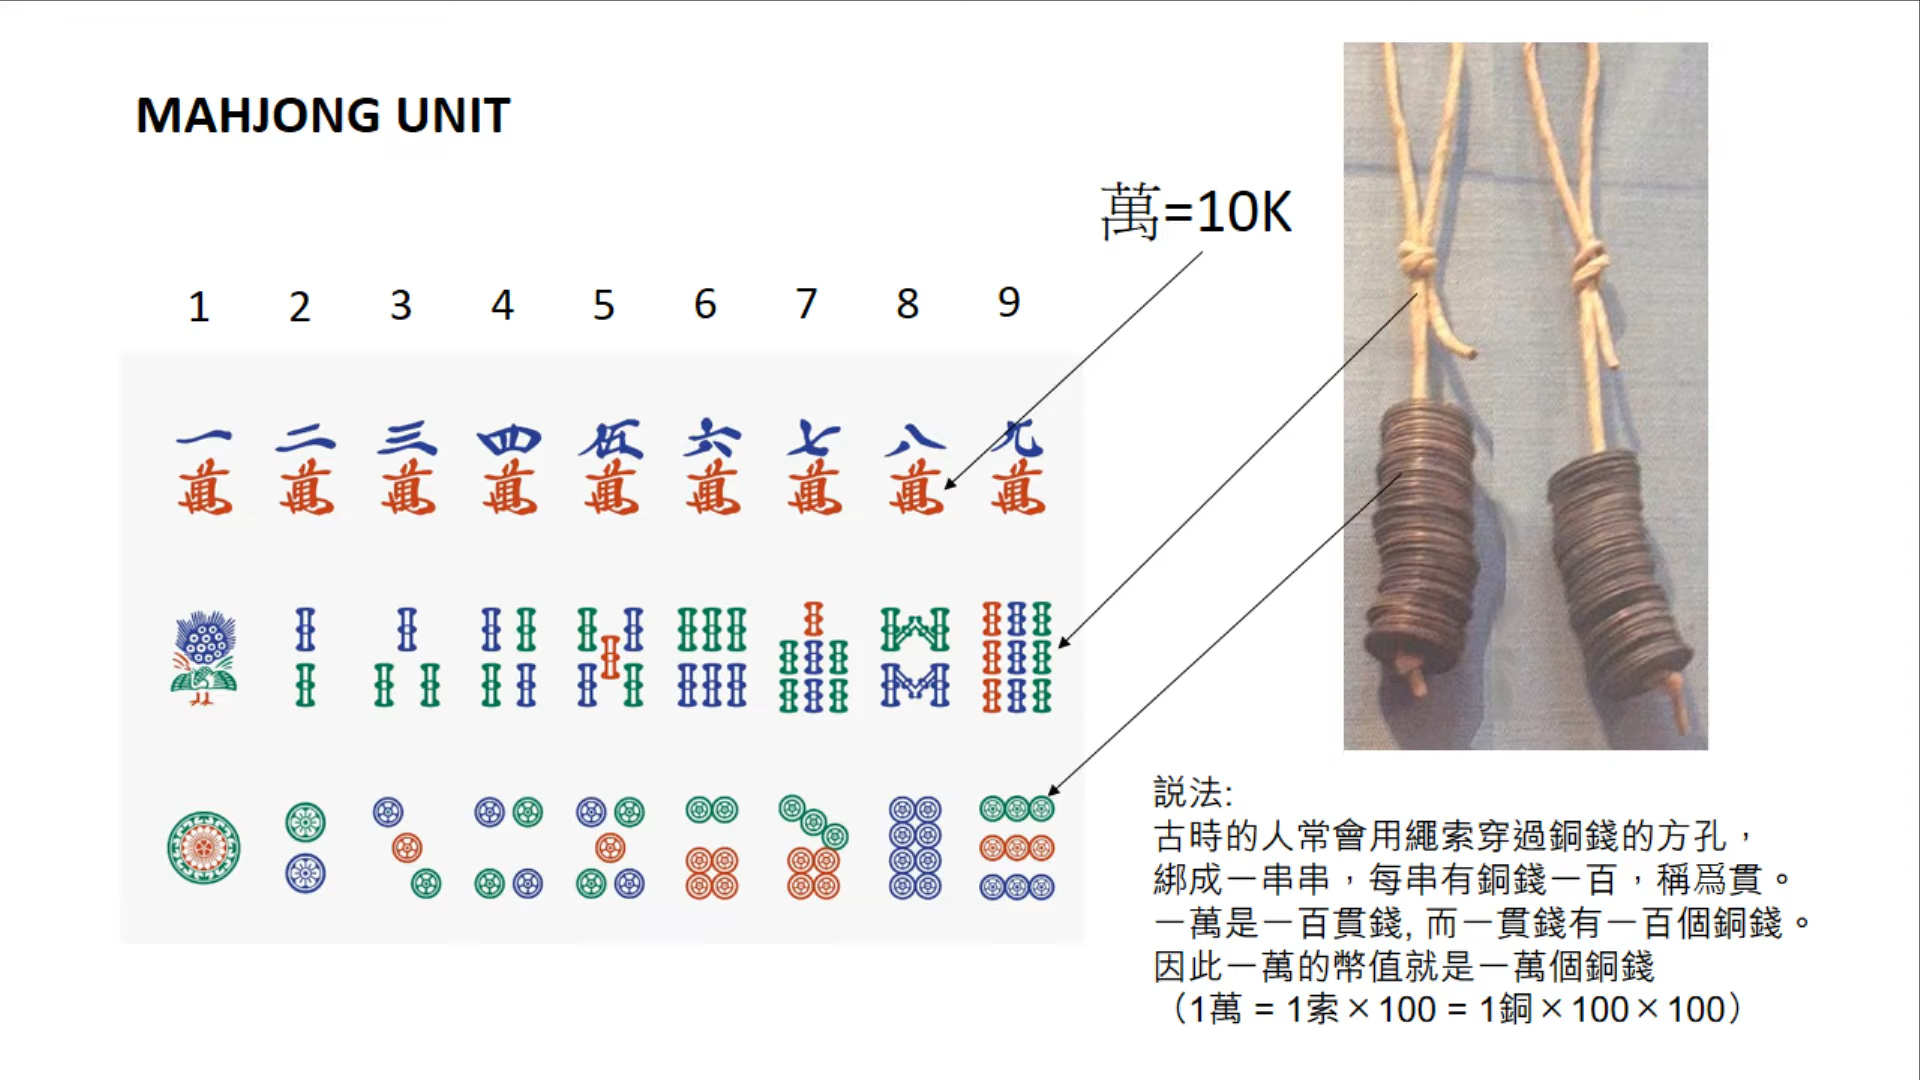 MAHJONG UNIT
萬=10K
1 2 3 4 5 6 7 8 9
一 二 三 四 伍 六 七 八 九
萬 萬 萬 萬 萬 萬 萬 萬 萬
説法:
古時的人常會用繩索穿過銅錢的方孔，
綁成一串串，每串有銅錢一百，稱爲貫。
一萬是一百貫錢, 而一貫錢有一百個銅錢。
因此一萬的幣值就是一萬個銅錢
（1萬 = 1索×100 = 1銅×100×100）